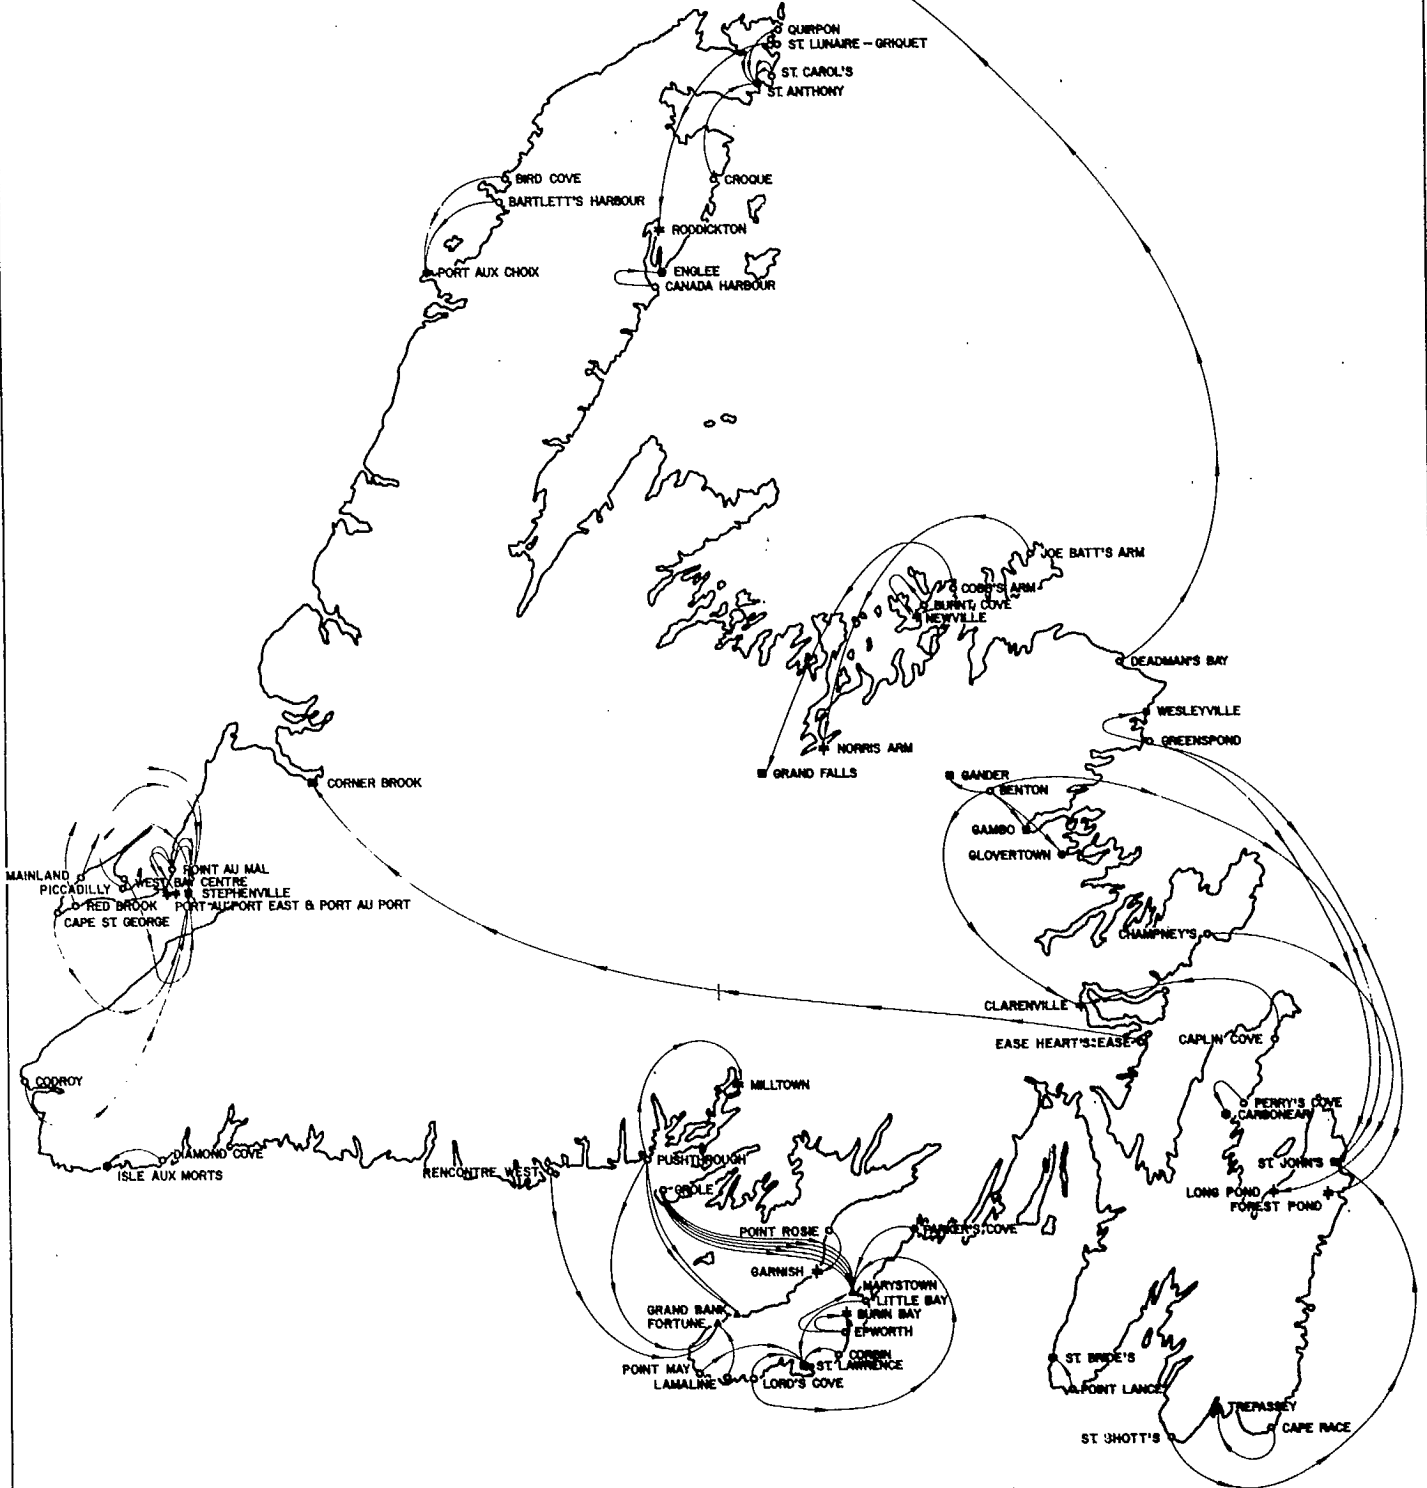 QUIRPON
ST. LUNAIRE - GRIQUET
ST. CAROL'S
ST. ANTHONY
BIRD COVE
CROQUE
BARTLETT'S HARBOUR
RODDICKTON
PORT AUX CHOIX
ENGLEE
CANADA HARBOUR
JOE BATT'S ARM
COBB'S ARM
BURNT COVE
NEWVILLE
DEADMAN'S BAY
WESLEYVILLE
GREENSPOND
NORRIS ARM
GRAND FALLS
GANDER
BENTON
CORNER BROOK
GAMBO
GLOVERTOWN
POINT AU MAL
MAINLAND
WEST BAY CENTRE
PICCADILLY
STEPHENVILLE
RED BROOK
PORT AU PORT EAST & PORT AU PORT
CAPE ST GEORGE
CHAMPNEY'S
CLARENVILLE
EASE HEART'S EASE
CAPLIN COVE
CODROY
MILLTOWN
PERRY'S COVE
CARBONEAR
DIAMOND COVE
ISLE AUX MORTS
RENCONTRE WEST
PUSHTHROUGH
ST. JOHN'S
GROLE
LONG POND
FOREST POND
POINT ROSIE
PARKER'S COVE
GARNISH
MARYSTOWN
LITTLE BAY
GRAND BANK
BURIN BAY
FORTUNE
EPWORTH
CORBIN
POINT MAY
ST. LAWRENCE
LAMALINE
LORD'S COVE
ST. BRIDE'S
POINT LANCE
TREPASSEY
CAPE RACE
ST. SHOTT'S